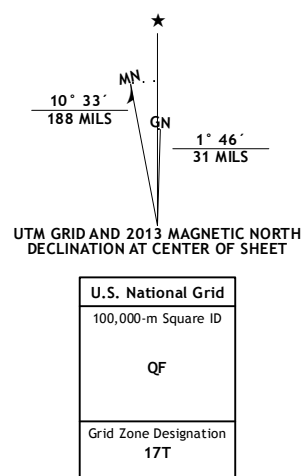 ★
MN
10° 33´
188 MILS
GN
1° 46´
31 MILS
UTM GRID AND 2013 MAGNETIC NORTH
DECLINATION AT CENTER OF SHEET
U.S. National Grid
100,000-m Square ID
QF
Grid Zone Designation
17T